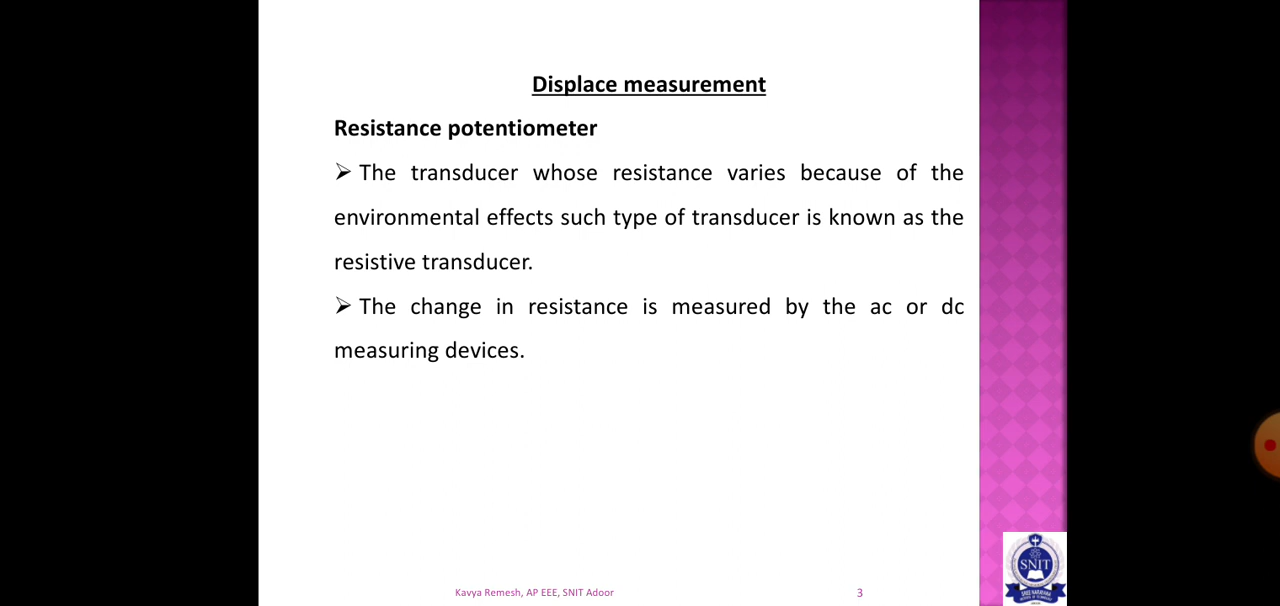 Displace measurement
Resistance potentiometer
➢ The transducer whose resistance varies because of the
environmental effects such type of transducer is known as the
resistive transducer.
➢ The change in resistance is measured by the ac or dc
measuring devices.
Kavya Remesh, AP EEE, SNIT Adoor
3
SNIT